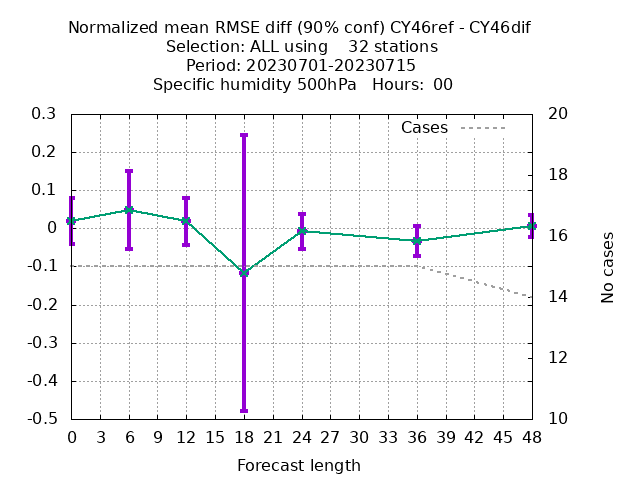 Normalized mean RMSE diff (90% conf) CY46ref - CY46dif
Selection: ALL using    32 stations
Period: 20230701-20230715
Specific humidity 500hPa   Hours:  00
Cases
0.3
0.2
0.1
0
-0.1
-0.2
-0.3
-0.4
-0.5
20
18
16
14
12
10
No cases
0 3 6 9 12 15 18 21 24 27 30 33 36 39 42 45 48
Forecast length